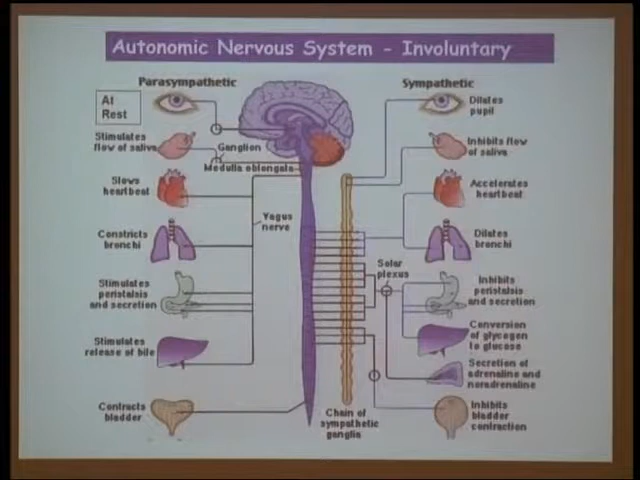 Autonomic Nervous System - Involuntary
Parasympathetic
At
Rest
Stimulates
flow of saliva
Ganglion
Medulla oblongata
Slows
heartbeat
Vagus
nerve
Constricts
bronchi
Stimulates
peristalsis
and secretion
Stimulates
release of bile
Contracts
bladder
Sympathetic
Dilates
pupil
Inhibits flow
of saliva
Accelerates
heartbeat
Dilates
bronchi
Solar
plexus
Inhibits
peristalsis
and secretion
Conversion
of glycogen
to glucose
Secretion of
adrenaline and
noradrenaline
Inhibits
bladder
contraction
Chain of
sympathetic
ganglia